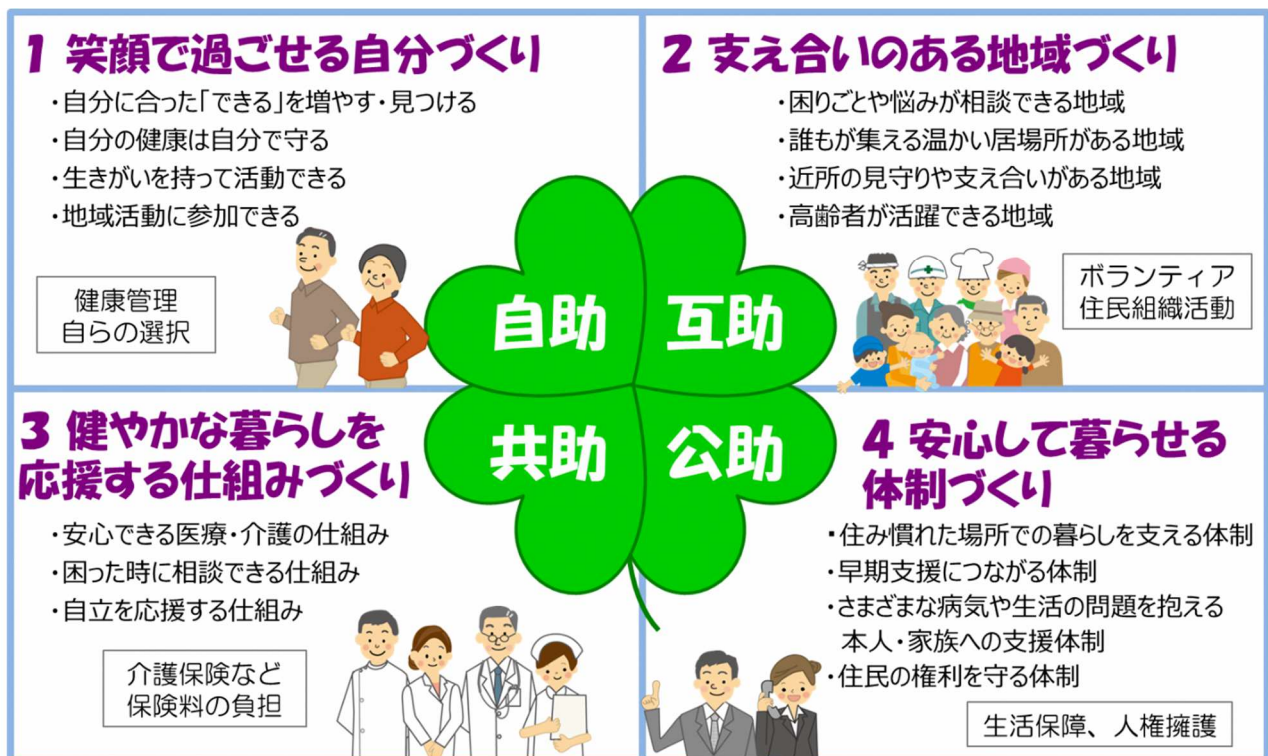 1 笑顔で過ごせる自分づくり
・自分に合った「できる」を増やす・見つける
・自分の健康は自分で守る
・生きがいを持って活動できる
・地域活動に参加できる
健康管理
自らの選択
自助
2 支え合いのある地域づくり
・困りごとや悩みが相談できる地域
・誰もが集える温かい居場所がある地域
・近所の見守りや支え合いがある地域
・高齢者が活躍できる地域
ボランティア
住民組織活動
互助
3 健やかな暮らしを
応援する仕組みづくり
・安心できる医療・介護の仕組み
・困った時に相談できる仕組み
・自立を応援する仕組み
介護保険など
保険料の負担
共助
公助
4 安心して暮らせる
体制づくり
・住み慣れた場所での暮らしを支える体制
・早期支援につながる体制
・さまざまな病気や生活の問題を抱える
本人・家族への支援体制
・住民の権利を守る体制
生活保障、人権擁護